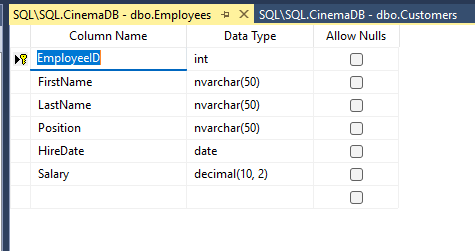 SQL\SQL.CinemaDB - dbo.Employees SQL\SQL.CinemaDB - dbo.Customers
Column Name Data Type Allow Nulls
EmployeeID int
FirstName nvarchar(50)
LastName nvarchar(50)
Position nvarchar(50)
HireDate date
Salary decimal(10, 2)